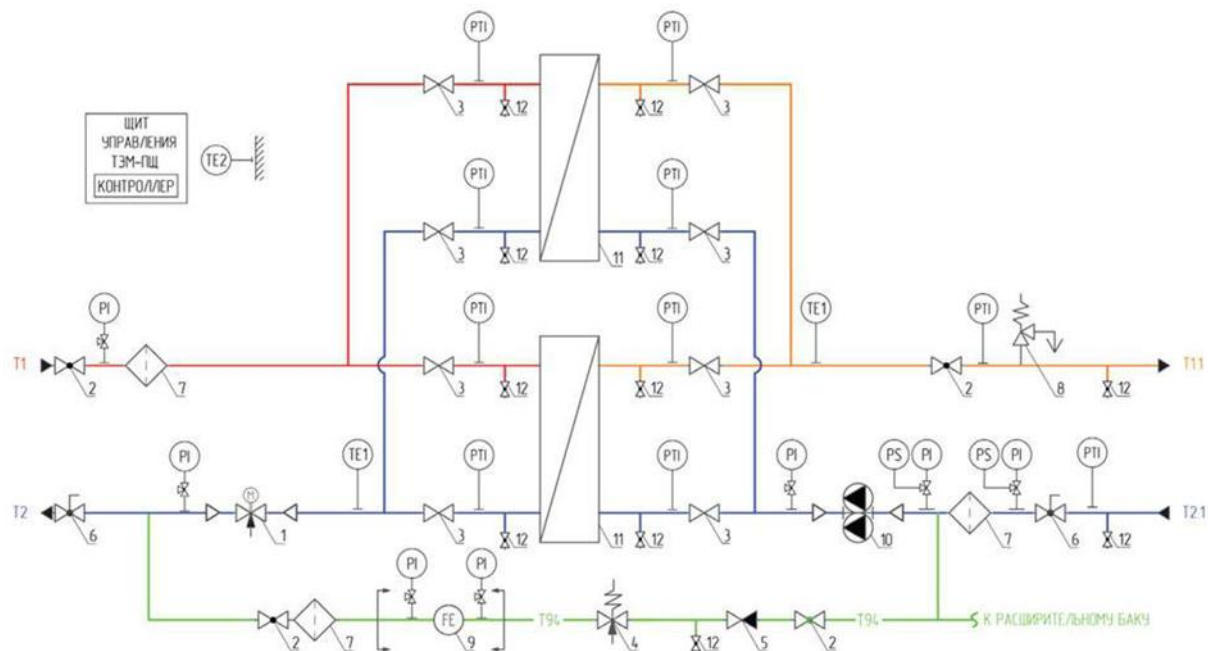 PTI PTI
3 12 12 3
ЩИТ
УПРАВЛЕНИЯ
ТЭМ-ПЩ
КОНТРОЛЛЕР
TE2
PTI PTI
3 12 11 12 3
PI PTI PTI TE1 PTI
T1 2 7 3 12 12 3 2 8 12 T11
PI TE1 PTI PTI PI PS PI PS PI PTI
T2 6 1 3 12 11 12 3 10 7 6 12 T2.1
PI PI
2 7 FE 9 T94 4 12 5 2 T94 К РАСШИРИТЕЛЬНОМУ БАКУ
M